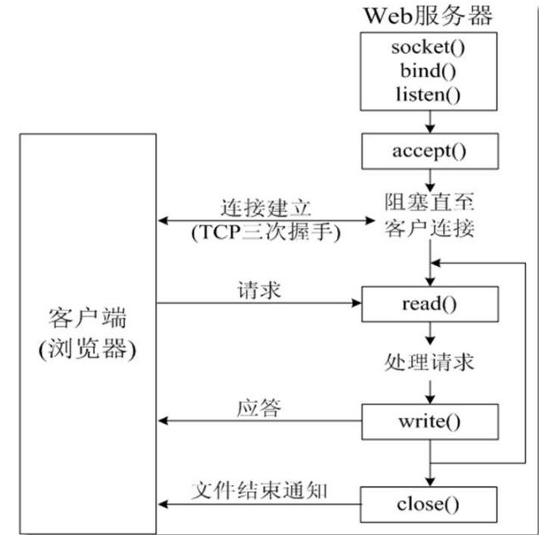 Web服务器
socket()
bind()
listen()
accept()
连接建立
(TCP三次握手)
阻塞直至
客户连接
请求
read()
客户端
(浏览器)
处理请求
应答
write()
文件结束通知
close()